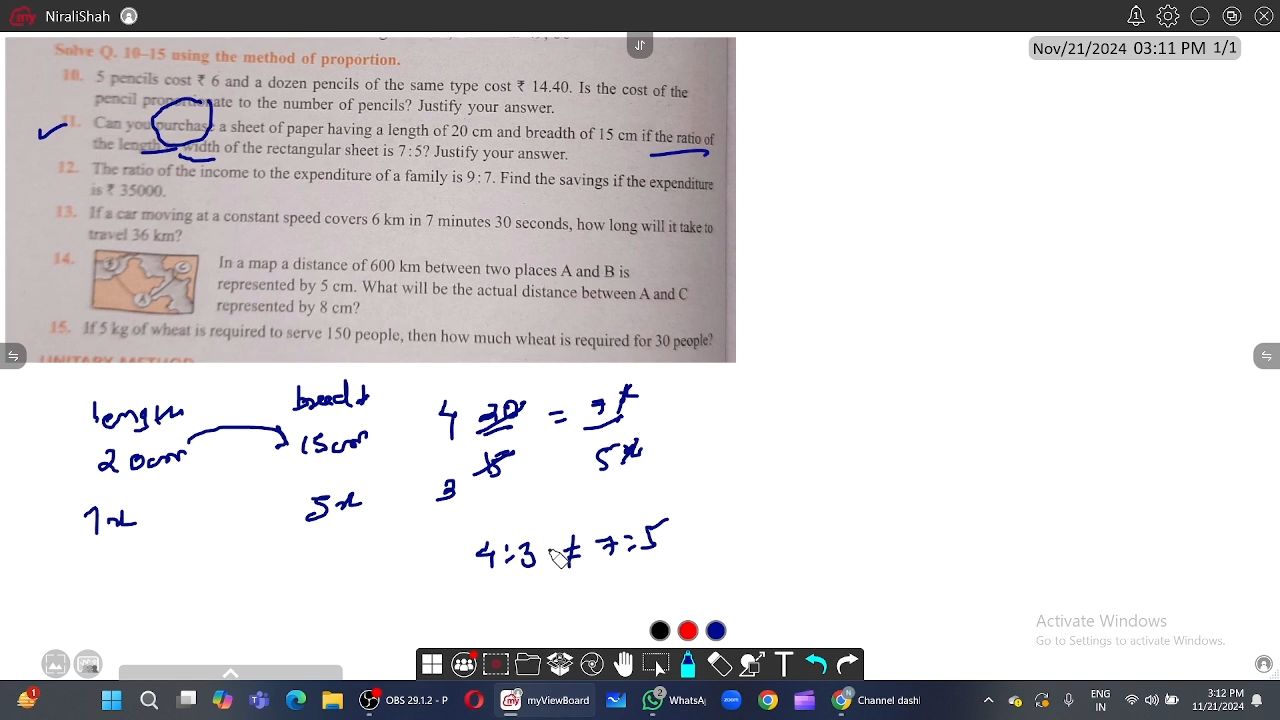 NiraliShah
Nov/21/2024 03:11 PM 1/1
Solve Q. 10–15 using the method of proportion.
10. 5 pencils cost ₹ 6 and a dozen pencils of the same type cost ₹ 14.40. Is the cost of the
pencil proportionate to the number of pencils? Justify your answer.
11. Can you purchase a sheet of paper having a length of 20 cm and breadth of 15 cm if the ratio of
the length to width of the rectangular sheet is 7:5? Justify your answer.
12. The ratio of the income to the expenditure of a family is 9:7. Find the savings if the expenditure
is ₹ 35000.
13. If a car moving at a constant speed covers 6 km in 7 minutes 30 seconds, how long will it take to
travel 36 km?
14. In a map a distance of 600 km between two places A and B is
represented by 5 cm. What will be the actual distance between A and C
represented by 8 cm?
B C
A
15. If 5 kg of wheat is required to serve 150 people, then how much wheat is required for 30 people?
UNITARY METHOD
length breadt 4 20 = 7x
20cm 15cm 3 15 5x
7x 5x
4:3 ≠ 7:5
Activate Windows
Go to Settings to activate Windows.
OBS 29.1.2 - P
myViewBoard
WhatsA
Channel dash
ENG
IN
3:12 PM
11/21/2024